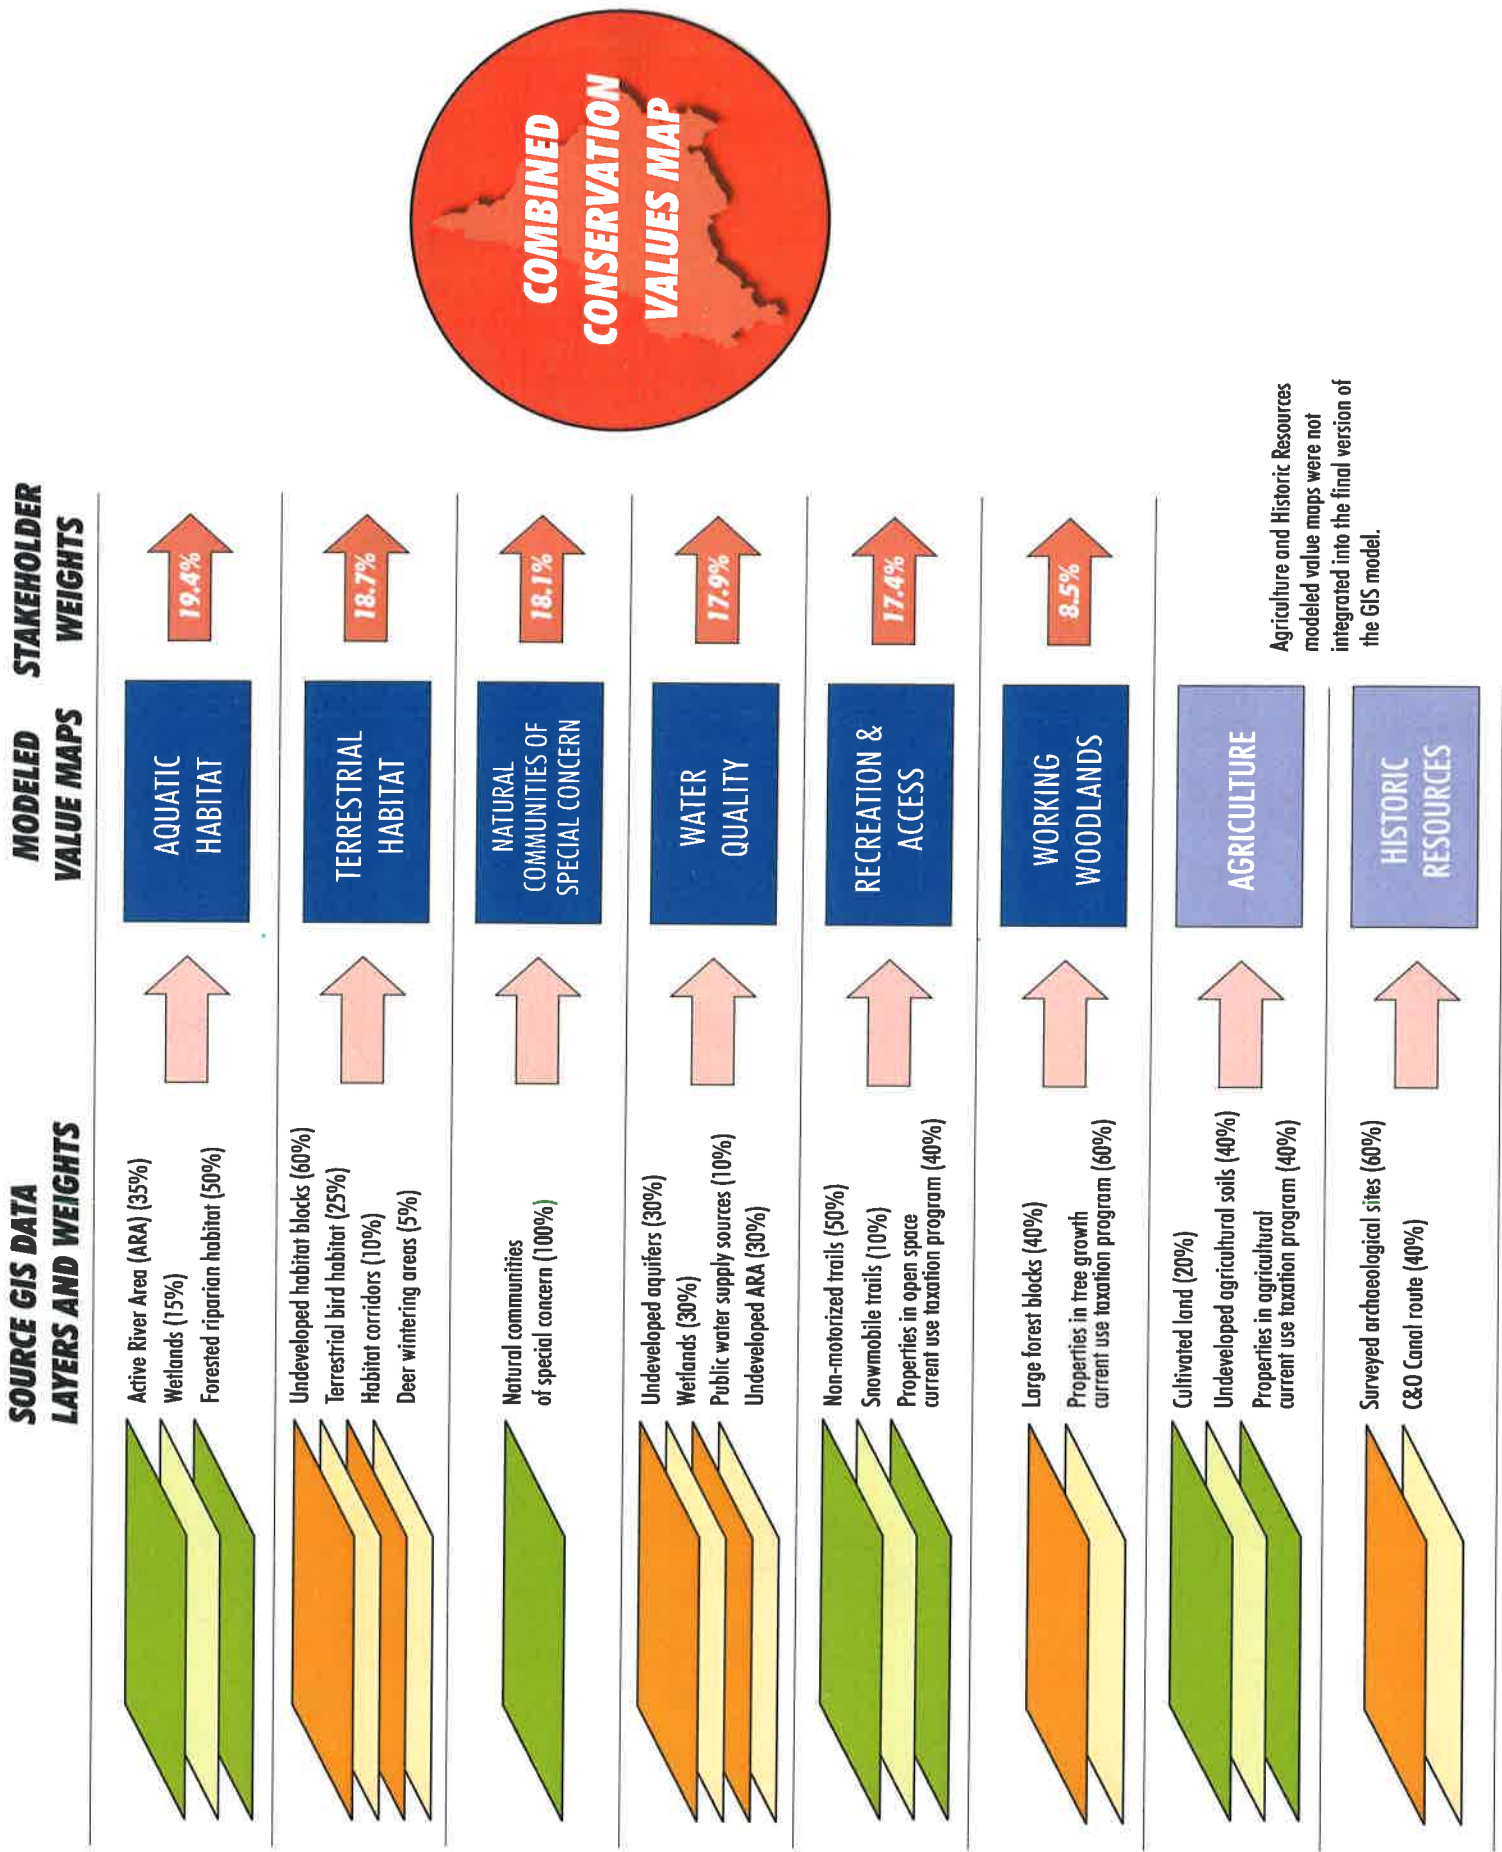 SOURCE GIS DATA
LAYERS AND WEIGHTS
MODELED
VALUE MAPS
STAKEHOLDER
WEIGHTS
Active River Area (ARA) (35%)
Wetlands (15%)
Forested riparian habitat (50%)
AQUATIC
HABITAT
19.4%
Undeveloped habitat blocks (60%)
Terrestrial bird habitat (25%)
Habitat corridors (10%)
Deer wintering areas (5%)
TERRESTRIAL
HABITAT
18.7%
Natural communities
of special concern (100%)
NATURAL
COMMUNITIES OF
SPECIAL CONCERN
18.1%
Undeveloped aquifers (30%)
Wetlands (30%)
Public water supply sources (10%)
Undeveloped ARA (30%)
WATER
QUALITY
17.9%
Non-motorized trails (50%)
Snowmobile trails (10%)
Properties in open space
current use taxation program (40%)
RECREATION &
ACCESS
17.4%
Large forest blocks (40%)
Properties in tree growth
current use taxation program (60%)
WORKING
WOODLANDS
8.5%
Cultivated land (20%)
Undeveloped agricultural soils (40%)
Properties in agricultural
current use taxation program (40%)
AGRICULTURE
Surveyed archaeological sites (60%)
C&O Canal route (40%)
HISTORIC
RESOURCES
Agriculture and Historic Resources
modeled value maps were not
integrated into the final version of
the GIS model.
COMBINED
CONSERVATION
VALUES MAP